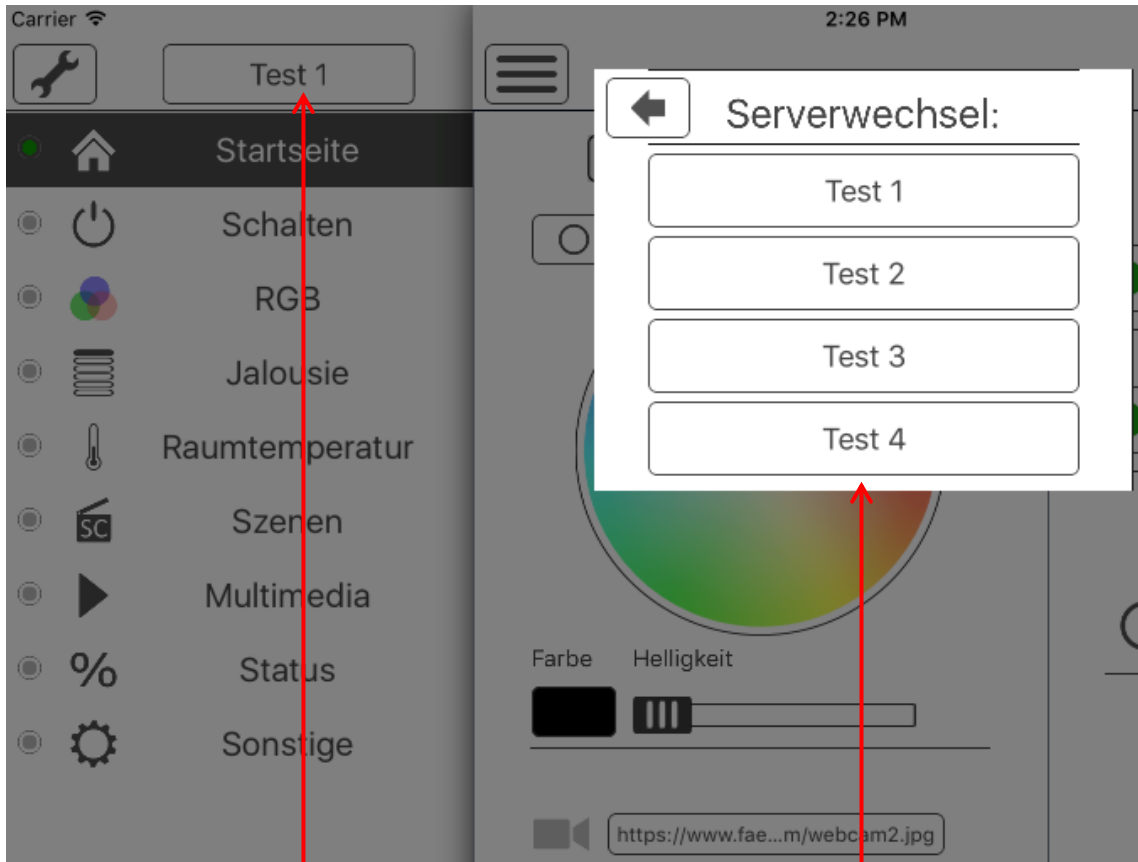 Carrier
2:26 PM
Test 1
Startseite
Schalten
RGB
Jalousie
Raumtemperatur
SC
Szenen
Multimedia
%
Status
Sonstige
Serverwechsel:
Test 1
Test 2
Test 3
Test 4
Farbe
Helligkeit
https://www.fae...m/webcam2.jpg